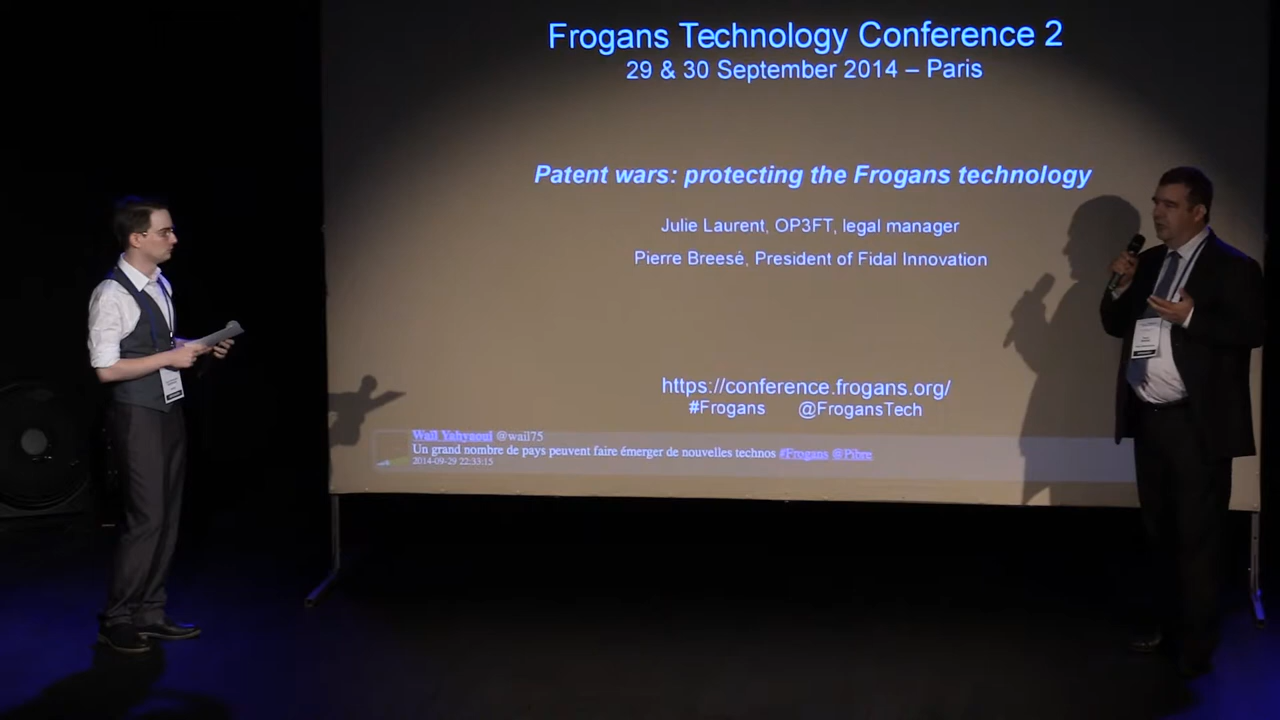 Frogans Technology Conference 2
29 & 30 September 2014 – Paris
Patent wars: protecting the Frogans technology
Julie Laurent, OP3FT, legal manager
Pierre Breesé, President of Fidal Innovation
https://conference.frogans.org/
#Frogans @FrogansTech
Wail Yahyaoui @wail75
Un grand nombre de pays peuvent faire émerger de nouvelles technos #Frogans @Pibre
2014-09-29 22:33:15